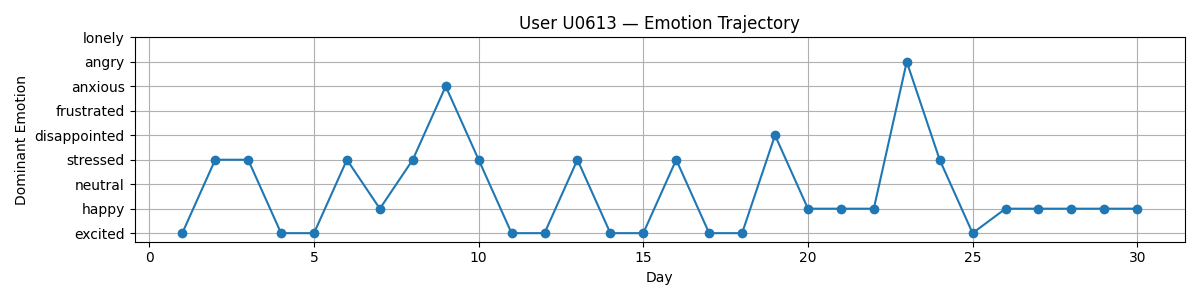 User U0613 — Emotion Trajectory
lonely
angry
anxious
frustrated
disappointed
stressed
neutral
happy
excited
Dominant Emotion
0 5 10 15 20 25 30
Day